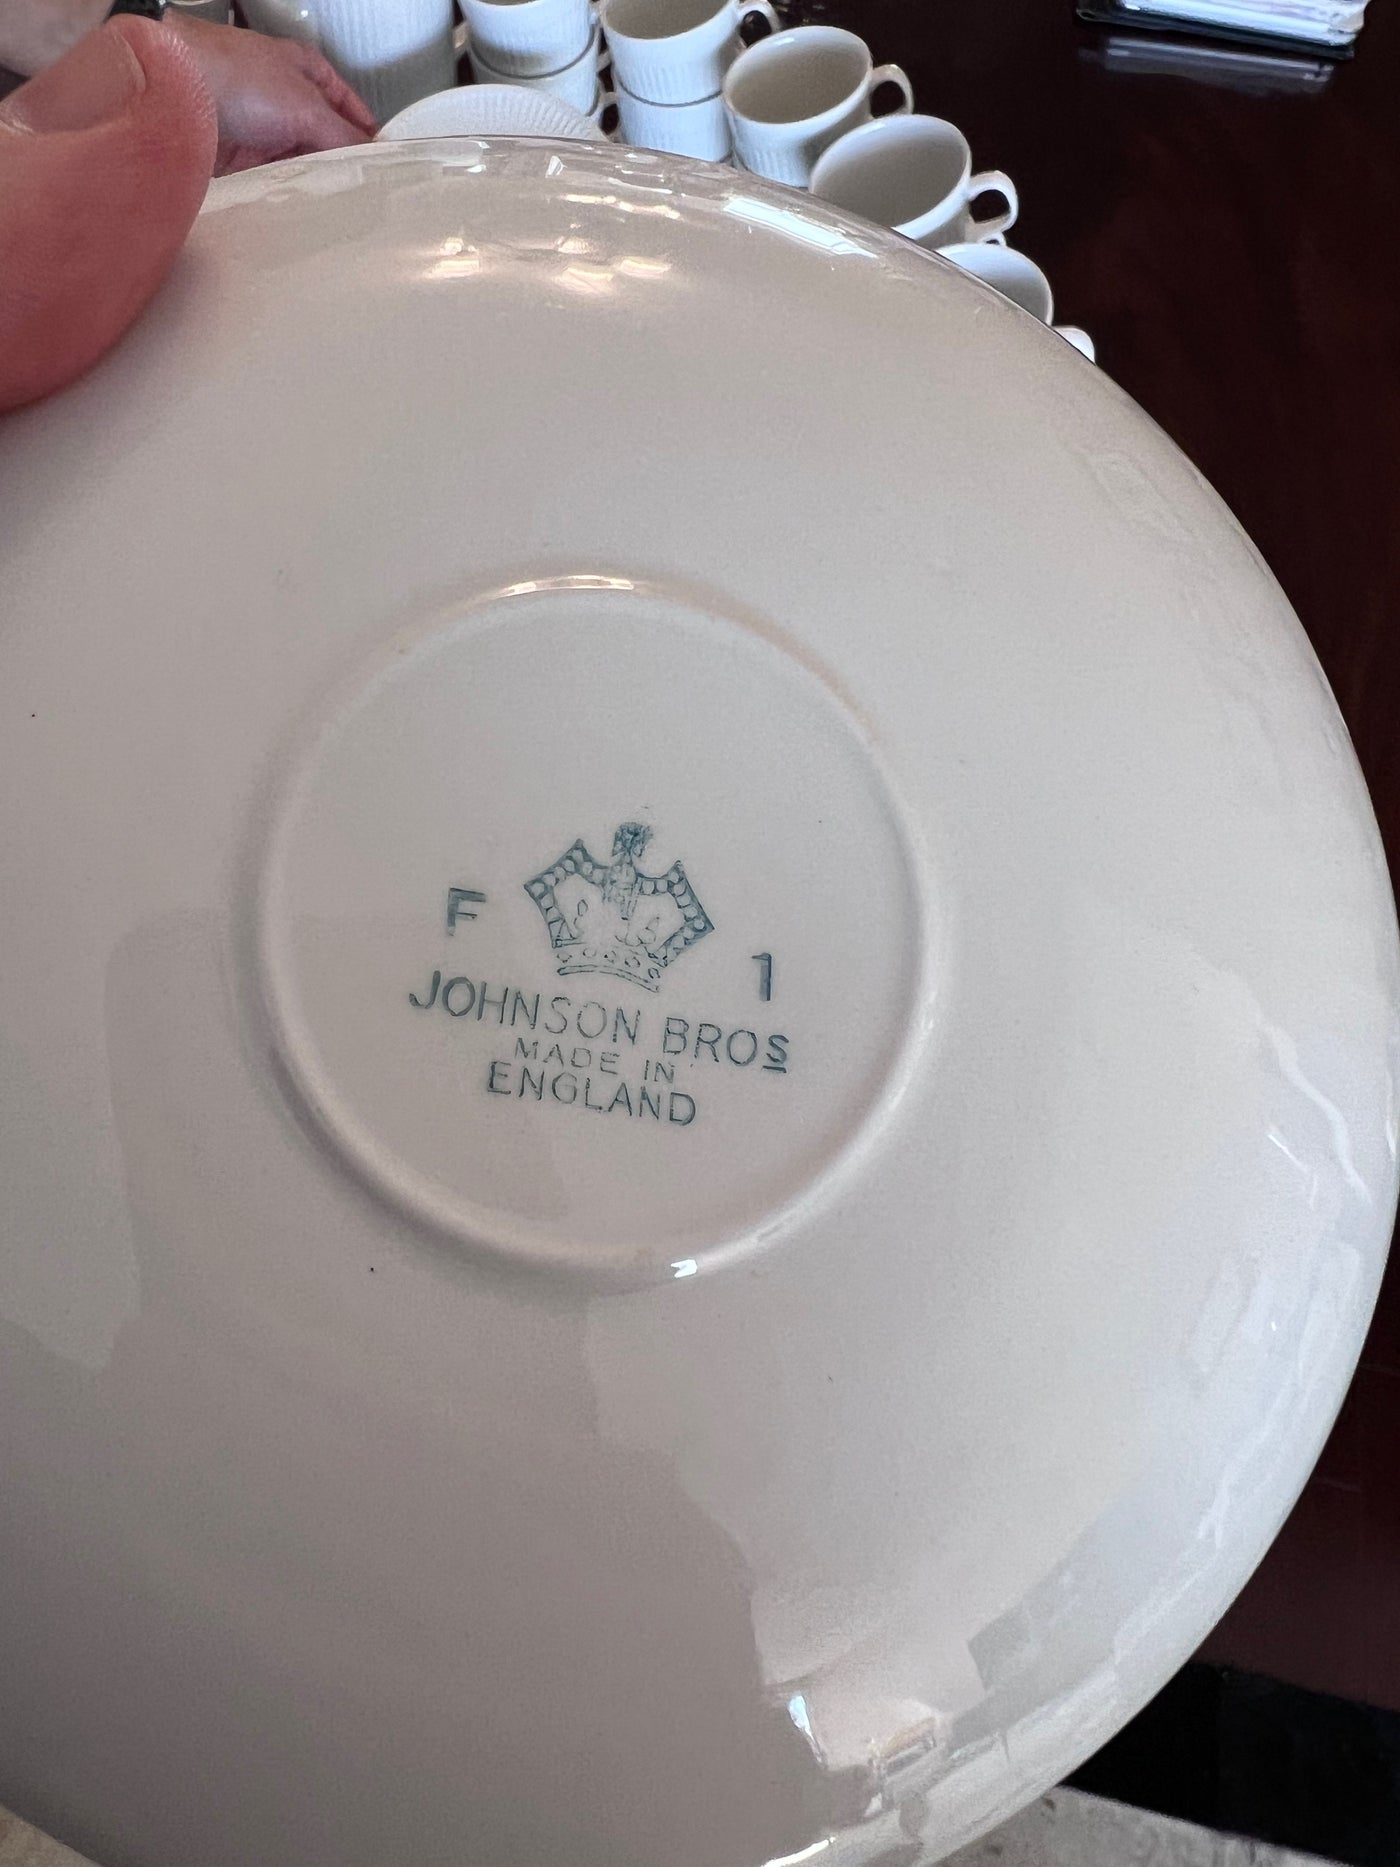 F 1
JOHNSON BROS
MADE IN
ENGLAND